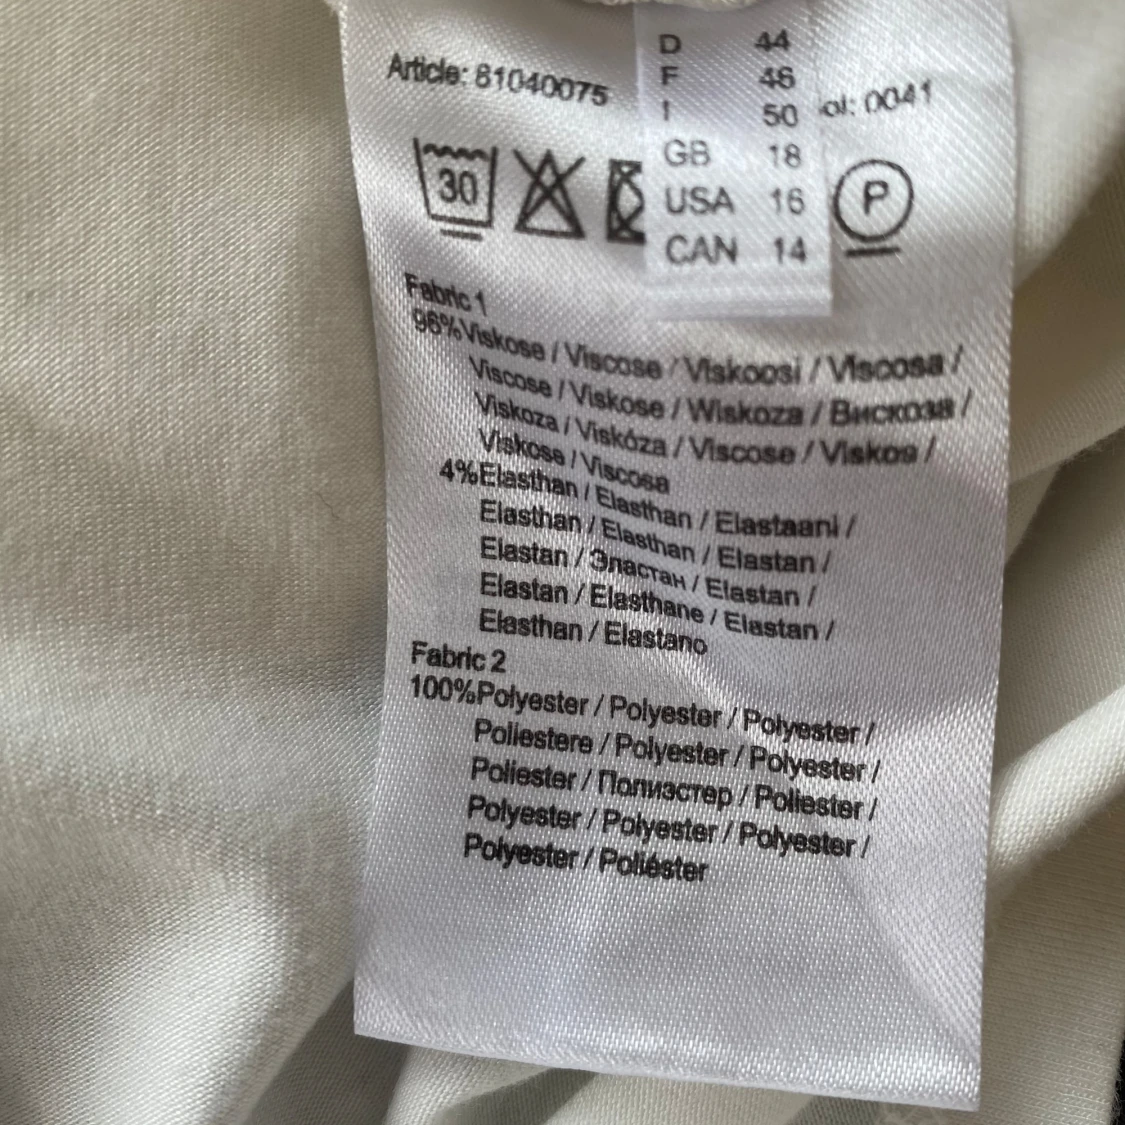 D 44
F 46
I 50
GB 18
USA 16
CAN 14
Article: 81040075
ol: 0041
30
P
Fabric 1
96%Viskose / Viscose / Viskoosi / Viscosa /
Viscose / Viskose / Wiskoza / Вискоза /
Viskoza / Viskóza / Viscose / Viskos /
Viskose / Viscosa
4%Elasthan / Elasthan / Elastaani /
Elasthan / Elasthan / Elastan /
Elastan / Эластан / Elastan /
Elastan / Elasthane / Elastan /
Elasthan / Elastano
Fabric 2
100%Polyester / Polyester / Polyester /
Poliestere / Polyester / Polyester /
Poliester / Полиэстер / Poliester /
Polyester / Polyester / Polyester /
Polyester / Poliéster